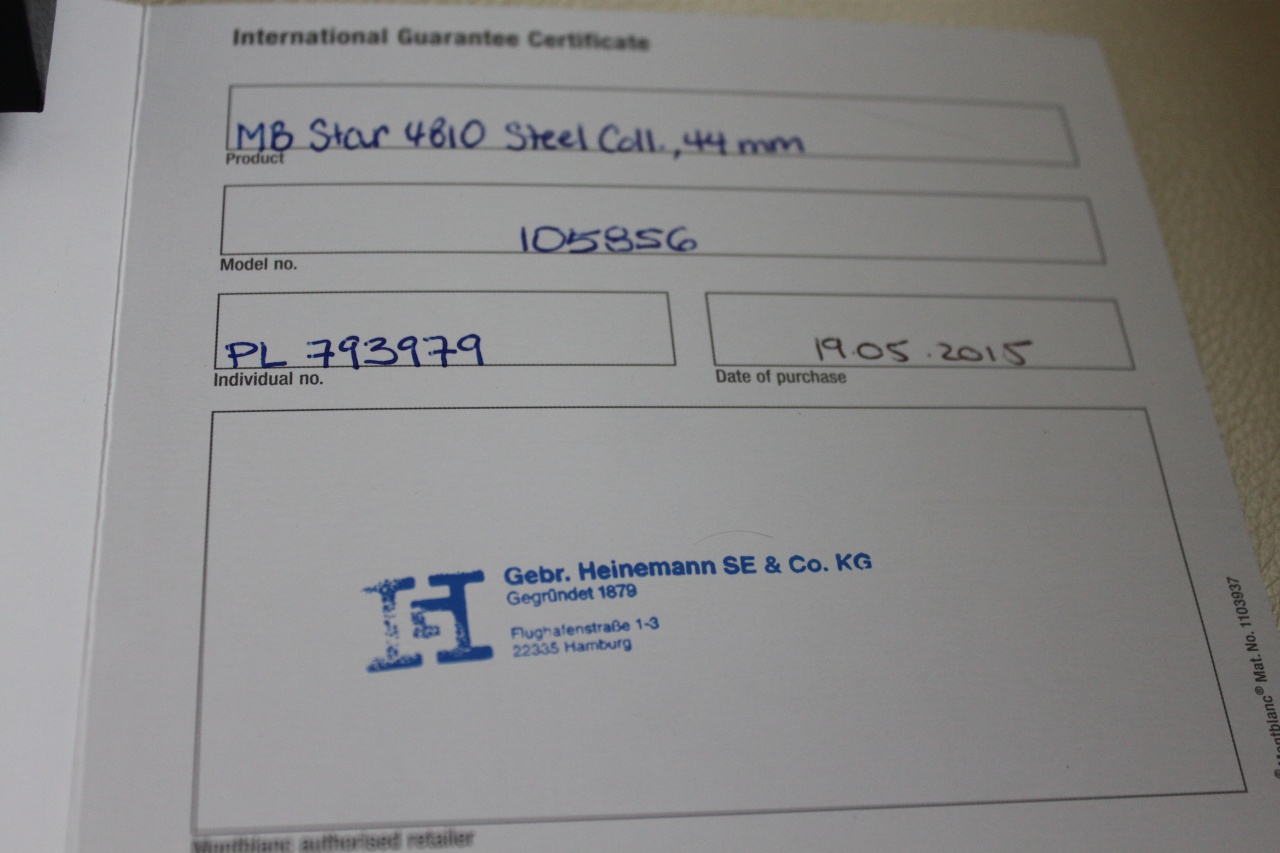 International Guarantee Certificate
MB Star 4810 Steel Coll., 44 mm
Product
105856
Model no.
PL 793979
Individual no.
19.05.2015
Date of purchase
H
Gebr. Heinemann SE & Co. KG
Gegründet 1879
Flughafenstraße 1-3
22335 Hamburg
Montblanc authorised retailer
Montblanc® Mat. No. 1103937